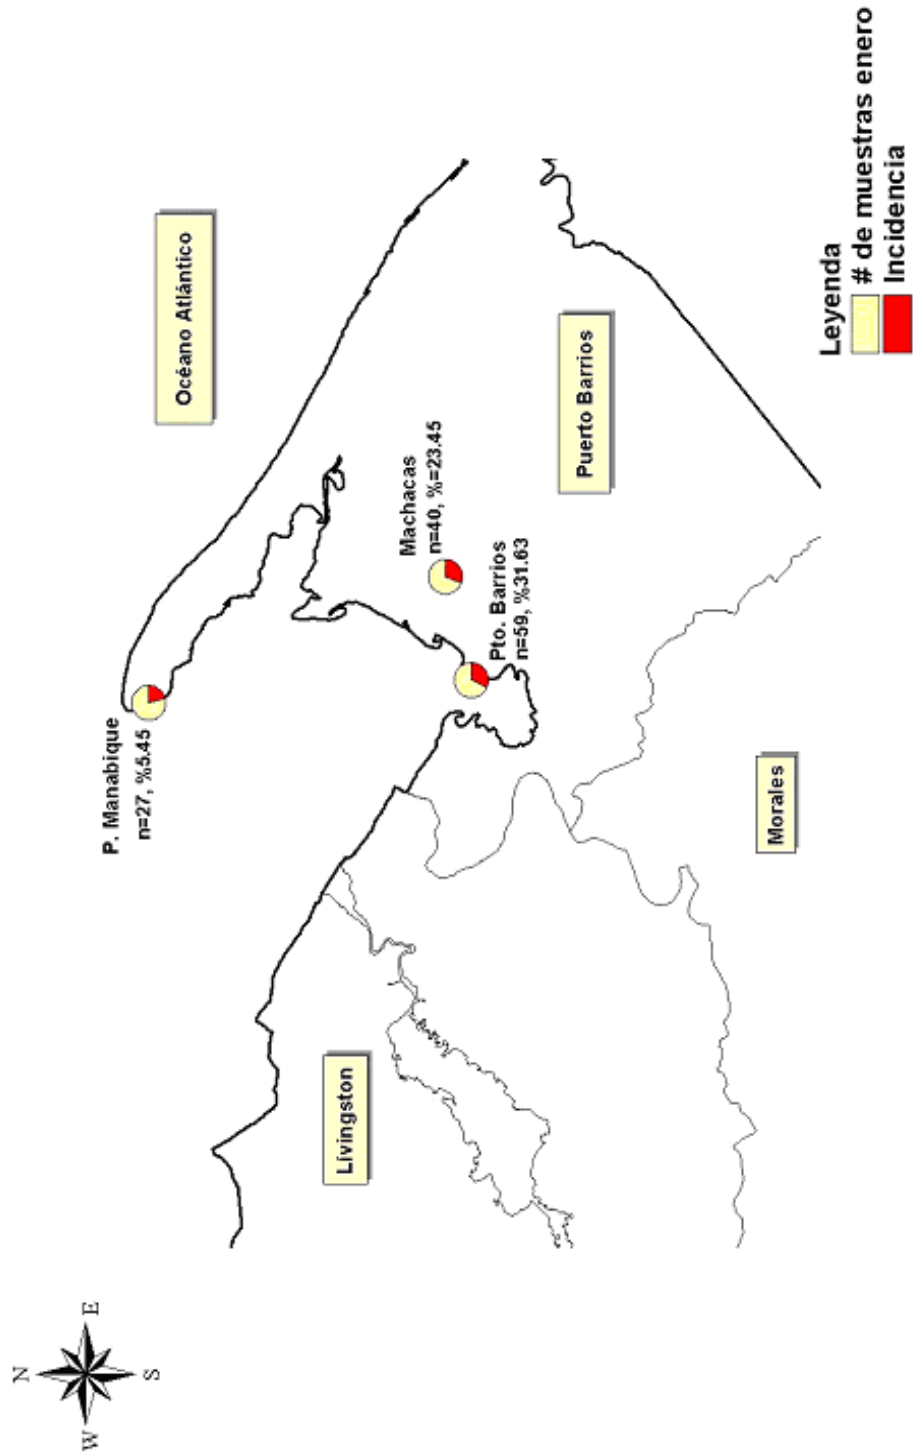 N
W
E
S
Océano Atlántico
P. Manabique
n=27, %5.45
Machacas
n=40, %=23.45
Pto. Barrios
n=59, %31.63
Puerto Barrios
Lívingston
Morales
Leyenda
# de muestras enero
Incidencia